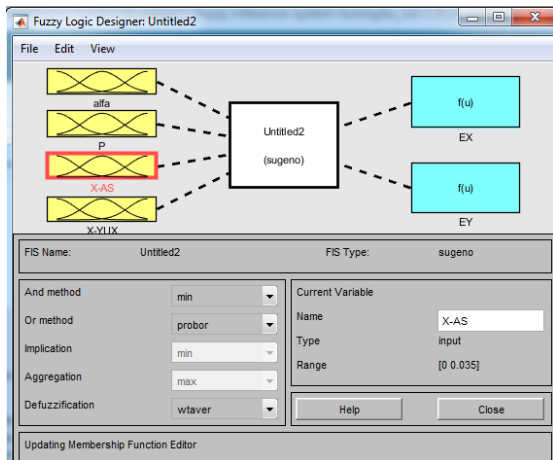 Fuzzy Logic Designer: Untitled2
File Edit View
alfa
P
X-AS
X-YUX
Untitled2
(sugeno)
f(u)
EX
f(u)
EY
FIS Name: Untitled2 FIS Type: sugeno
And method min
Or method probor
Implication min
Aggregation max
Defuzzification wtaver
Current Variable
Name X-AS
Type input
Range [0 0.035]
Help Close
Updating Membership Function Editor